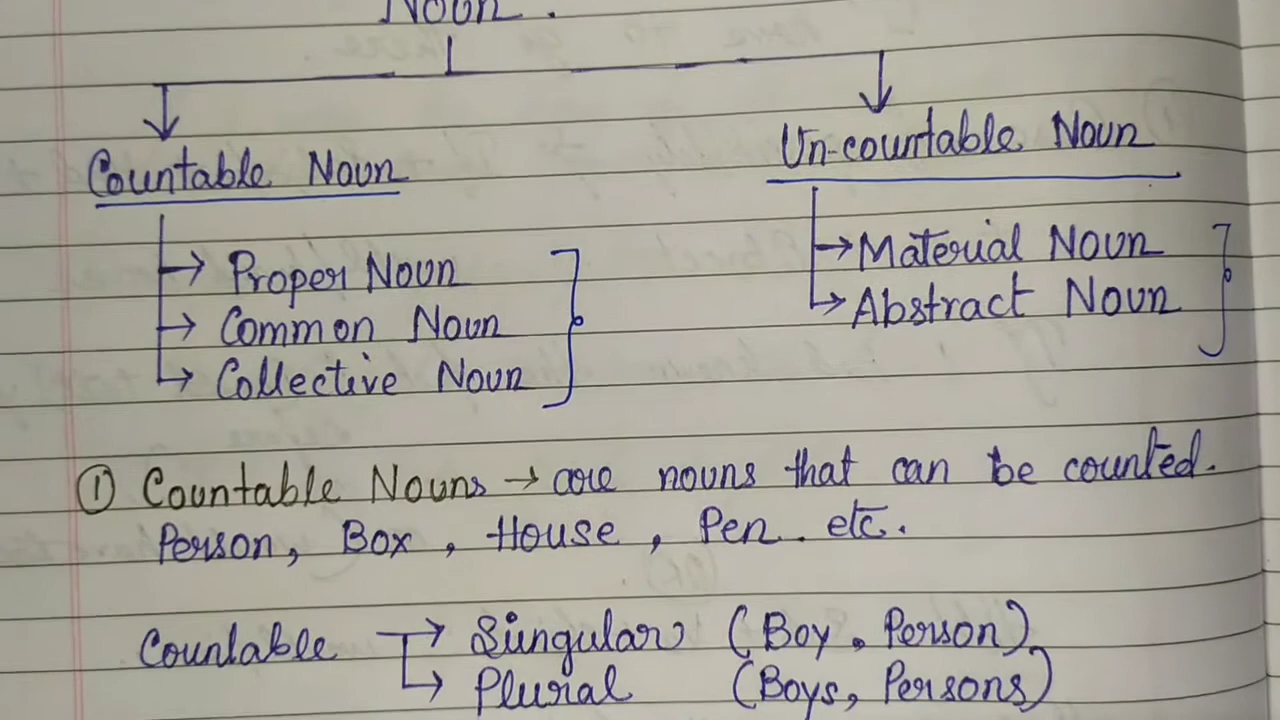 Noun.
Countable Noun
Un-countable Noun
→ Proper Noun
→ Common Noun
→ Collective Noun
→ Material Noun
→ Abstract Noun
① Countable Nouns → are nouns that can be counted.
Person, Box, House, Pen. etc.
Countable → Singular (Boy, Person)
→ Plural (Boys, Persons)